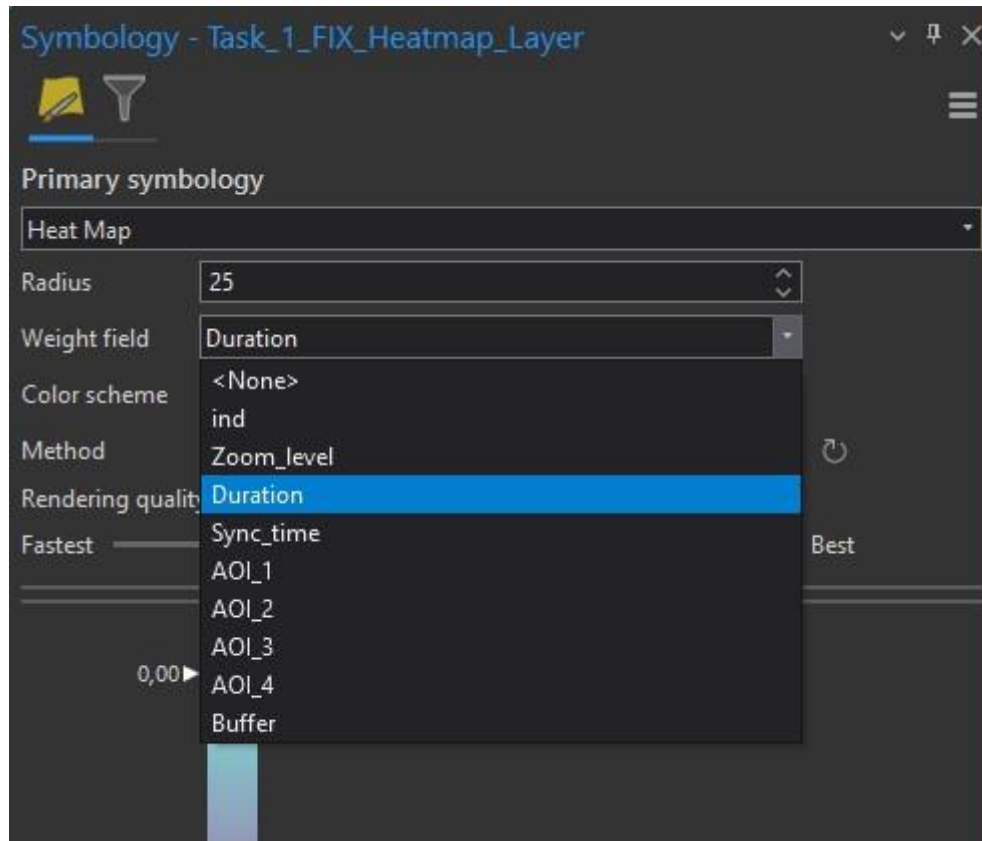 Symbology - Task_1_FIX_Heatmap_Layer
Primary symbology
Heat Map
Radius 25
Weight field Duration
<None>
Color scheme
ind
Method Zoom_level
Duration
Rendering quality
Sync_time
Fastest Best
AOI_1
AOI_2
AOI_3
0,00
AOI_4
Buffer